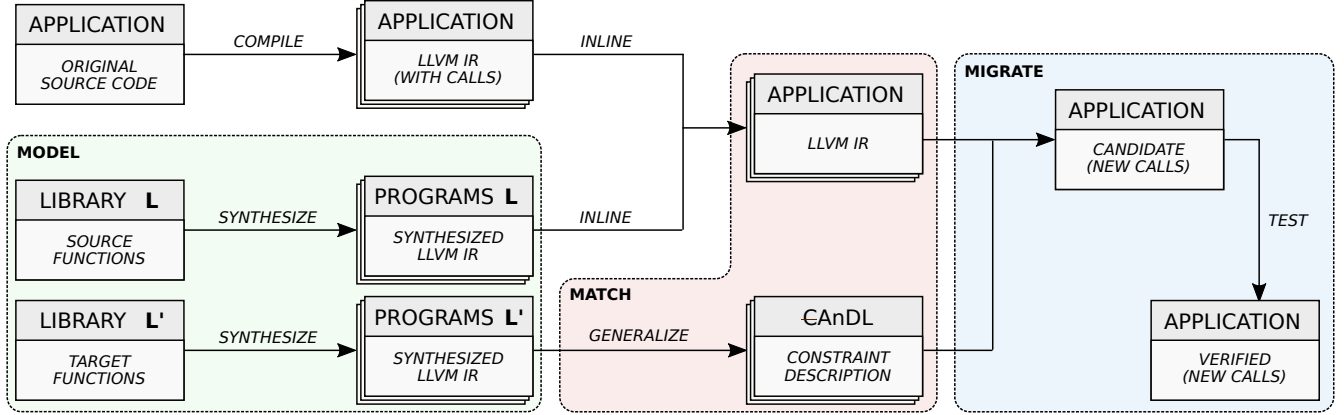 APPLICATION
ORIGINAL
SOURCE CODE
COMPILE
APPLICATION
LLVM IR
(WITH CALLS)
INLINE
MODEL
LIBRARY L
SOURCE
FUNCTIONS
SYNTHESIZE
PROGRAMS L
SYNTHESIZED
LLVM IR
INLINE
LIBRARY L'
TARGET
FUNCTIONS
SYNTHESIZE
PROGRAMS L'
SYNTHESIZED
LLVM IR
MATCH
GENERALIZE
APPLICATION
LLVM IR
CAnDL
CONSTRAINT
DESCRIPTION
MIGRATE
APPLICATION
CANDIDATE
(NEW CALLS)
TEST
APPLICATION
VERIFIED
(NEW CALLS)